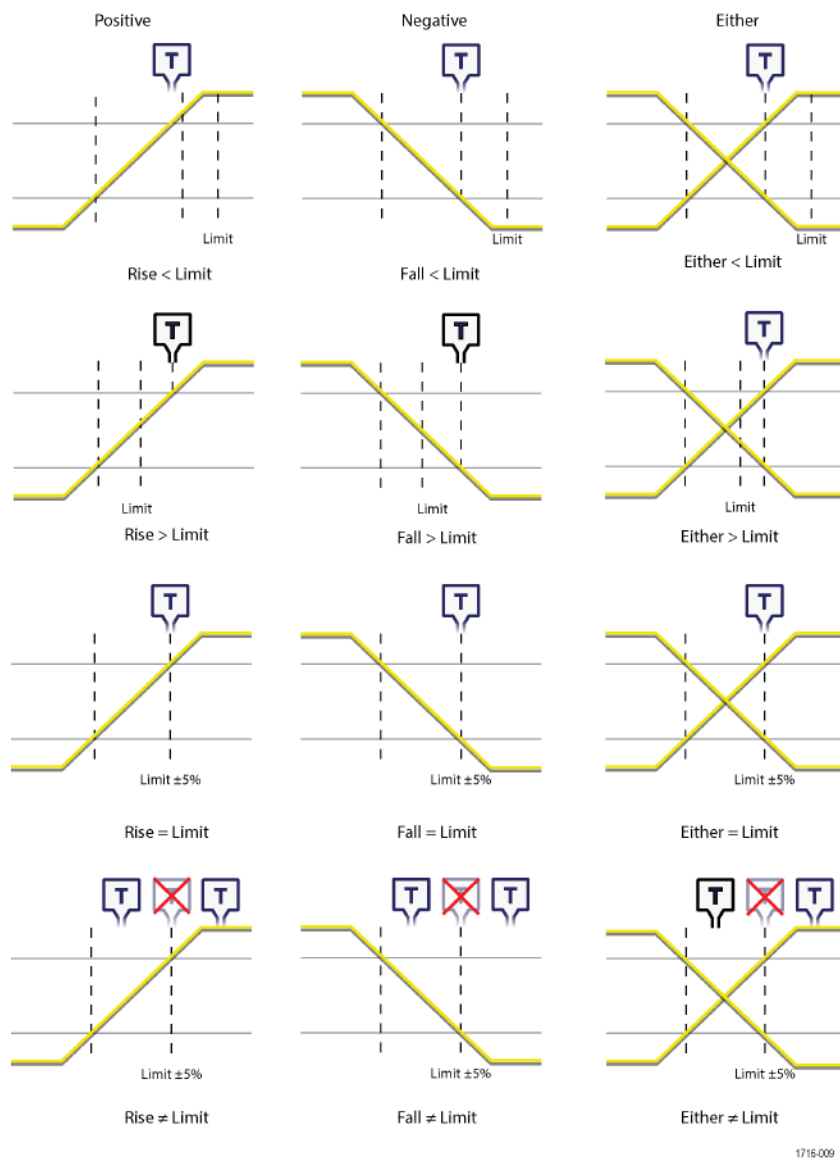 Positive Negative Either
T T T
Limit Limit Limit
Rise < Limit Fall < Limit Either < Limit
T T T
Limit Limit Limit
Rise > Limit Fall > Limit Either > Limit
T T T
Limit ±5% Limit ±5% Limit ±5%
Rise = Limit Fall = Limit Either = Limit
T T T T T T T T T
Limit ±5% Limit ±5% Limit ±5%
Rise ≠ Limit Fall ≠ Limit Either ≠ Limit
1716-009